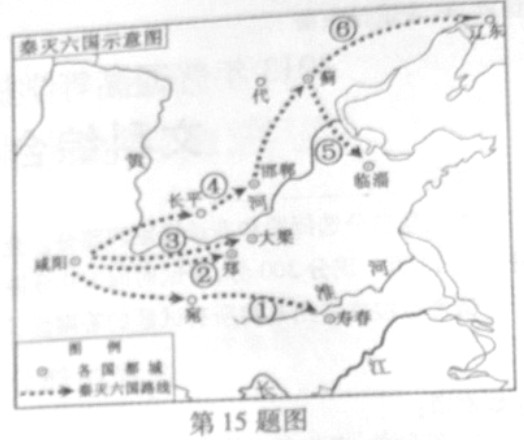 秦灭六国示意图
⑥
辽东
代
蓟
黄
⑤
临淄
邯郸
④
长平
河
③
大梁
咸阳
②
郑
宛
①
淮
河
寿春
长
江
图 例
各国都城
秦灭六国路线
第15题图